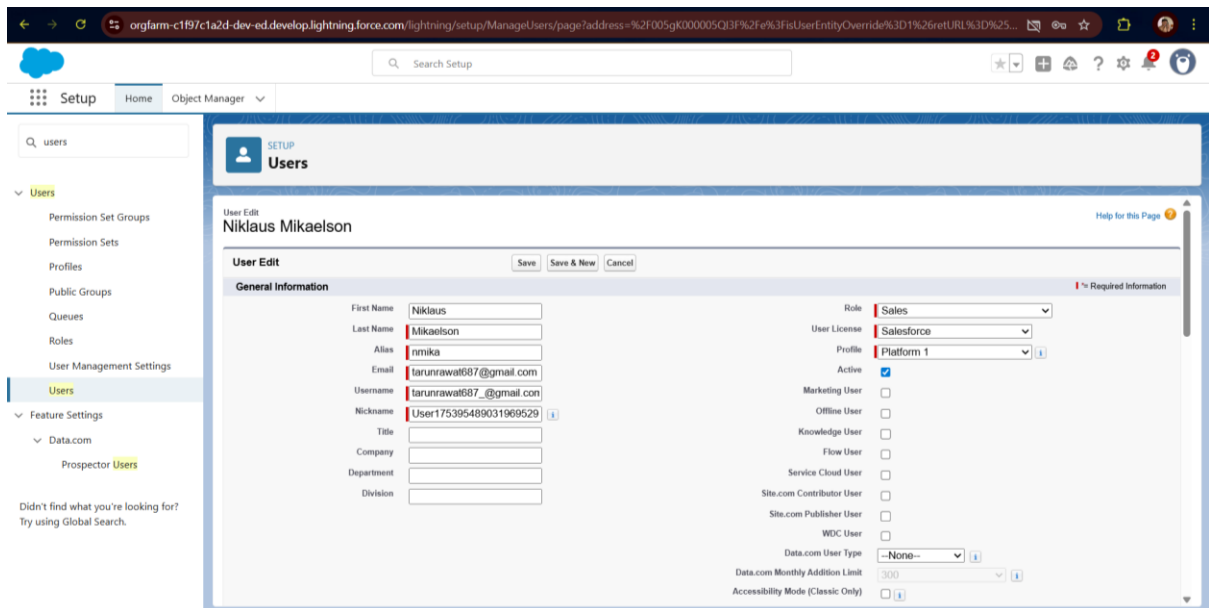 orgfarm-c1f97c1a2d-dev-ed.develop.lightning.force.com/lightning/setup/ManageUsers/page?address=%2F005gK000005QI3F%2Fe%3FisUserEntityOverride%3D1%26retURL%3D%25...
Search Setup
2
Setup Home Object Manager
users
Users
Permission Set Groups
Permission Sets
Profiles
Public Groups
Queues
Roles
User Management Settings
Users
Feature Settings
Data.com
Prospector Users
Didn't find what you're looking for?
Try using Global Search.
SETUP
Users
User Edit
Niklaus Mikaelson
Help for this Page ?
User Edit Save Save & New Cancel
General Information
= Required Information
First Name Niklaus
Last Name Mikaelson
Alias nmika
Email tarunrawat687@gmail.com
Username tarunrawat687_@gmail.com
Nickname User175395489031969529 i
Title
Company
Department
Division
Role Sales
User License Salesforce
Profile Platform 1 i
Active
Marketing User
Offline User
Knowledge User
Flow User
Service Cloud User
Site.com Contributor User
Site.com Publisher User
WDC User
Data.com User Type --None-- i
Data.com Monthly Addition Limit 300 i
Accessibility Mode (Classic Only) i